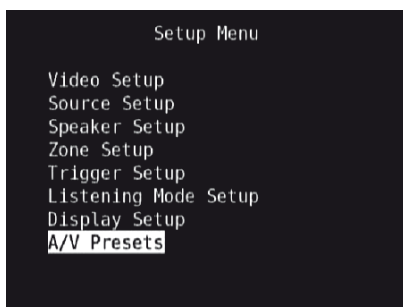 Setup Menu
Video Setup
Source Setup
Speaker Setup
Zone Setup
Trigger Setup
Listening Mode Setup
Display Setup
A/V Presets